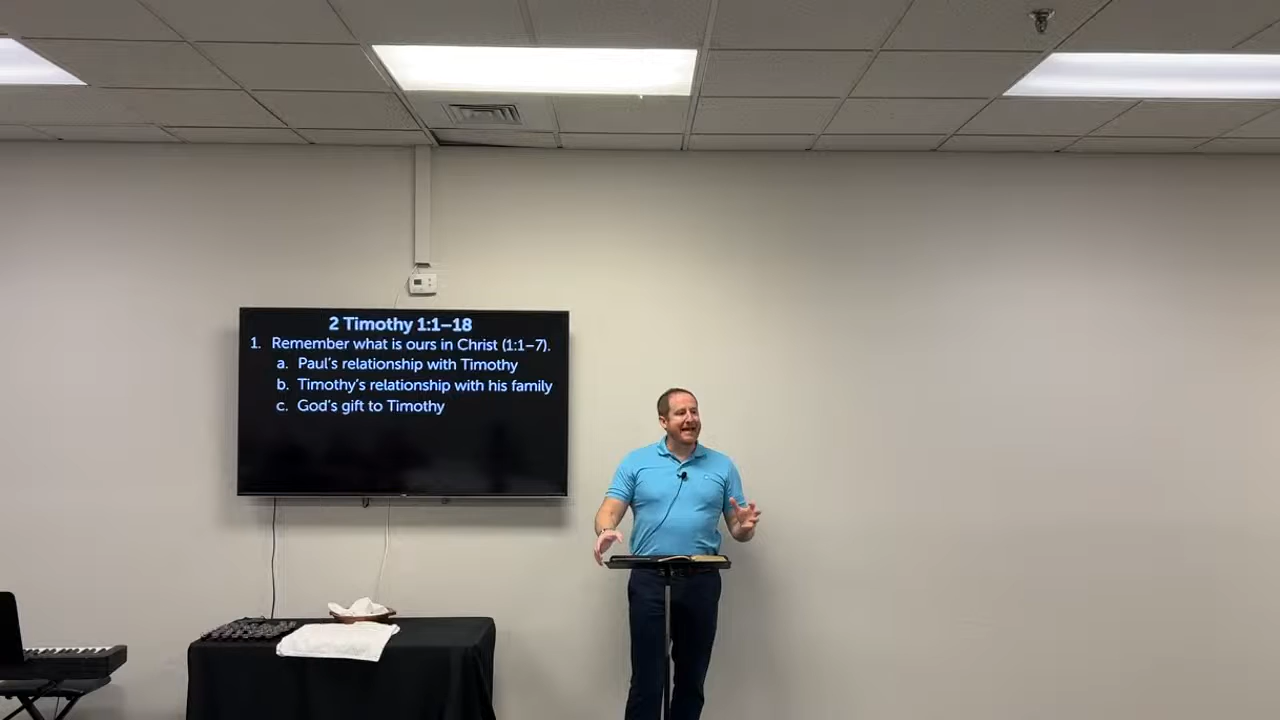 2 Timothy 1:1–18
1. Remember what is ours in Christ (1:1–7).
a. Paul's relationship with Timothy
b. Timothy's relationship with his family
c. God's gift to Timothy